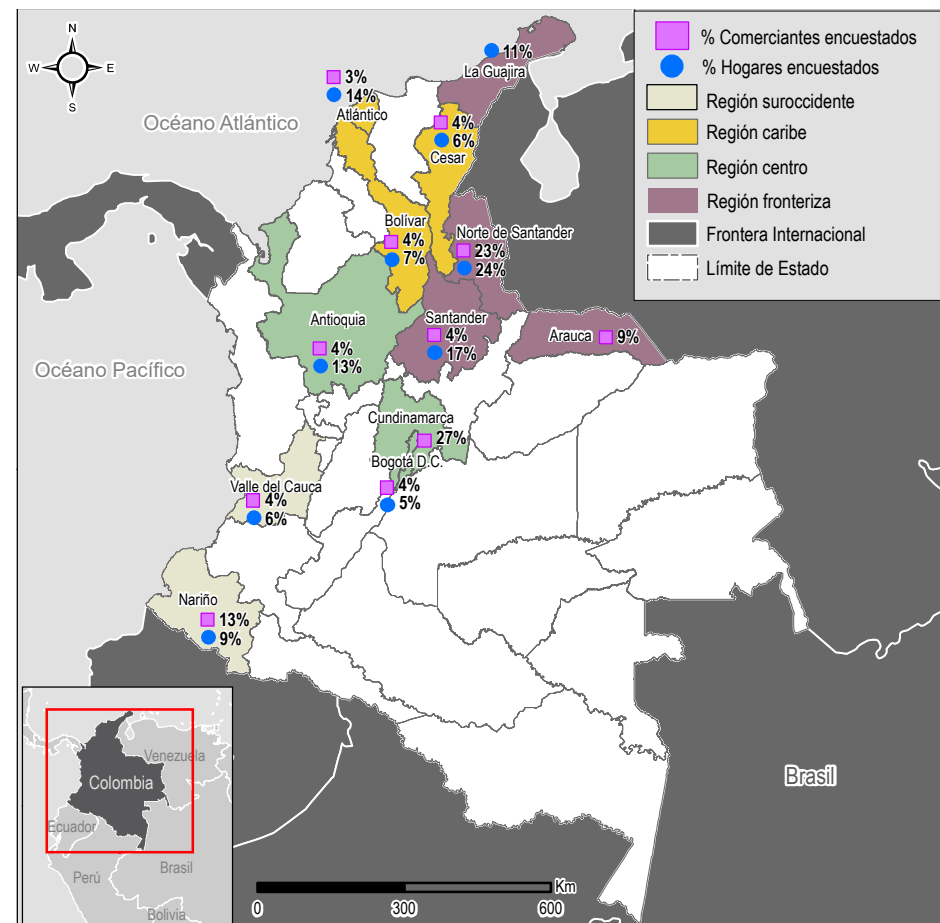 N
W
E
S
Océano Atlántico
Océano Pacífico
11%
La Guajira
3%
14%
Atlántico
4%
6%
Cesar
Bolívar
4%
7%
Norte de Santander
23%
24%
Antioquia
4%
13%
Santander
4%
17%
Arauca
9%
Cundinamarca
27%
Bogotá D.C.
4%
5%
Valle del Cauca
4%
6%
Nariño
13%
9%
Brasil
% Comerciantes encuestados
% Hogares encuestados
Región suroccidente
Región caribe
Región centro
Región fronteriza
Frontera Internacional
Límite de Estado
Venezuela
Colombia
Ecuador
Perú
Brasil
Bolivia
Km
0
300
600